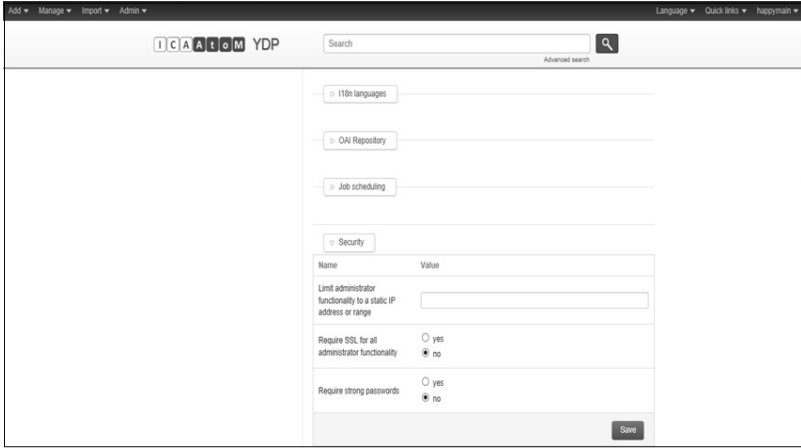 Add Manage Import Admin Language Quick links happymain
ICAAtoM YDP Search
Advanced search
I18n languages
OAI Repository
Job scheduling
Security
Name Value
Limit administrator
functionality to a static IP
address or range
Require SSL for all
administrator functionality
yes
no
Require strong passwords
yes
no
Save